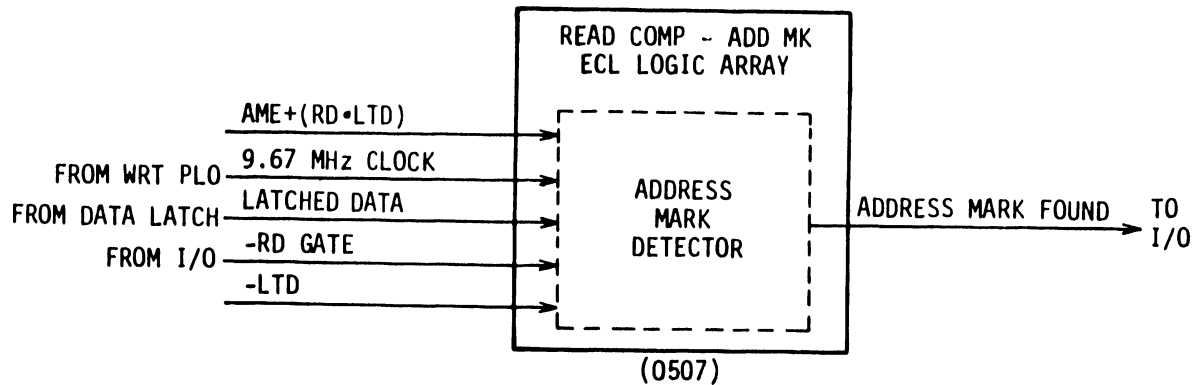 READ COMP - ADD MK
ECL LOGIC ARRAY
AME+(RD•LTD)
FROM WRT PLO
9.67 MHz CLOCK
FROM DATA LATCH
LATCHED DATA
FROM I/O
-RD GATE
-LTD
ADDRESS
MARK
DETECTOR
ADDRESS MARK FOUND
TO
I/O
(0507)